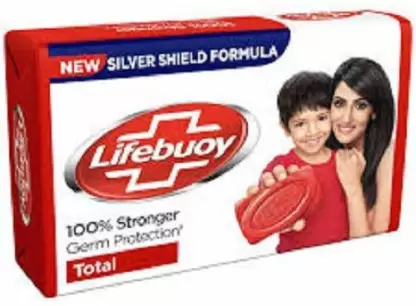 NEW SILVER SHIELD FORMULA
Lifebuoy
100% Stronger
Germ Protection*
Total